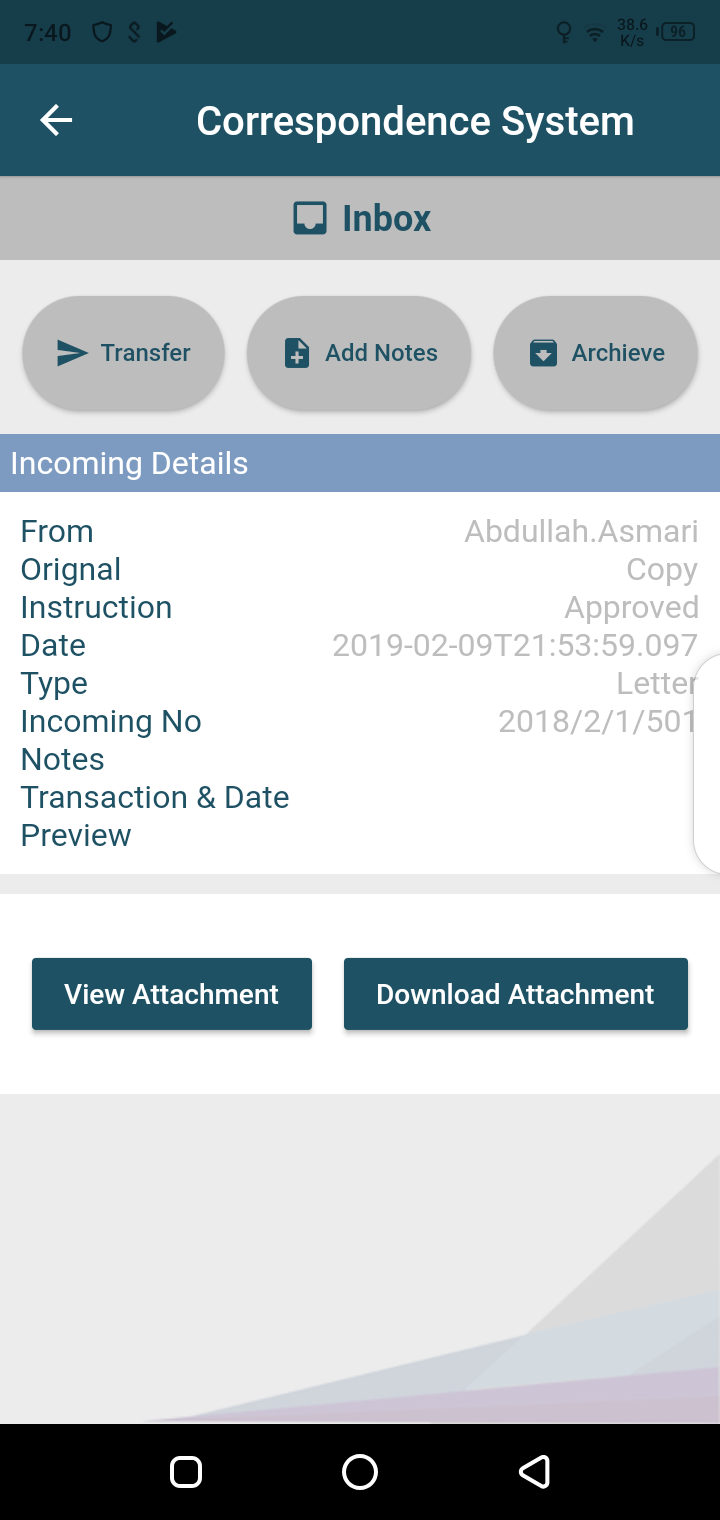 7:40 38.6 K/s 96
Correspondence System
Inbox
Transfer Add Notes Archieve
Incoming Details
From Abdullah.Asmari
Orignal Copy
Instruction Approved
Date 2019-02-09T21:53:59.097
Type Letter
Incoming No 2018/2/1/501
Notes
Transaction & Date
Preview
View Attachment Download Attachment